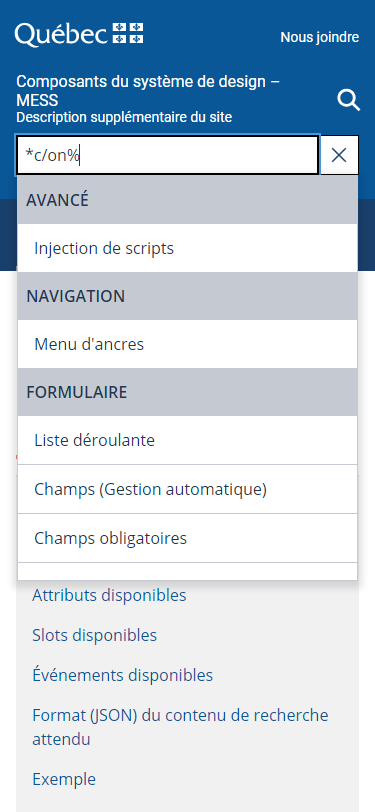 Québec
Nous joindre
Composants du système de design –
MESS
Description supplémentaire du site
*c/on%
AVANCÉ
Injection de scripts
NAVIGATION
Menu d'ancres
FORMULAIRE
Liste déroulante
Champs (Gestion automatique)
Champs obligatoires
Attributs disponibles
Slots disponibles
Événements disponibles
Format (JSON) du contenu de recherche
attendu
Exemple